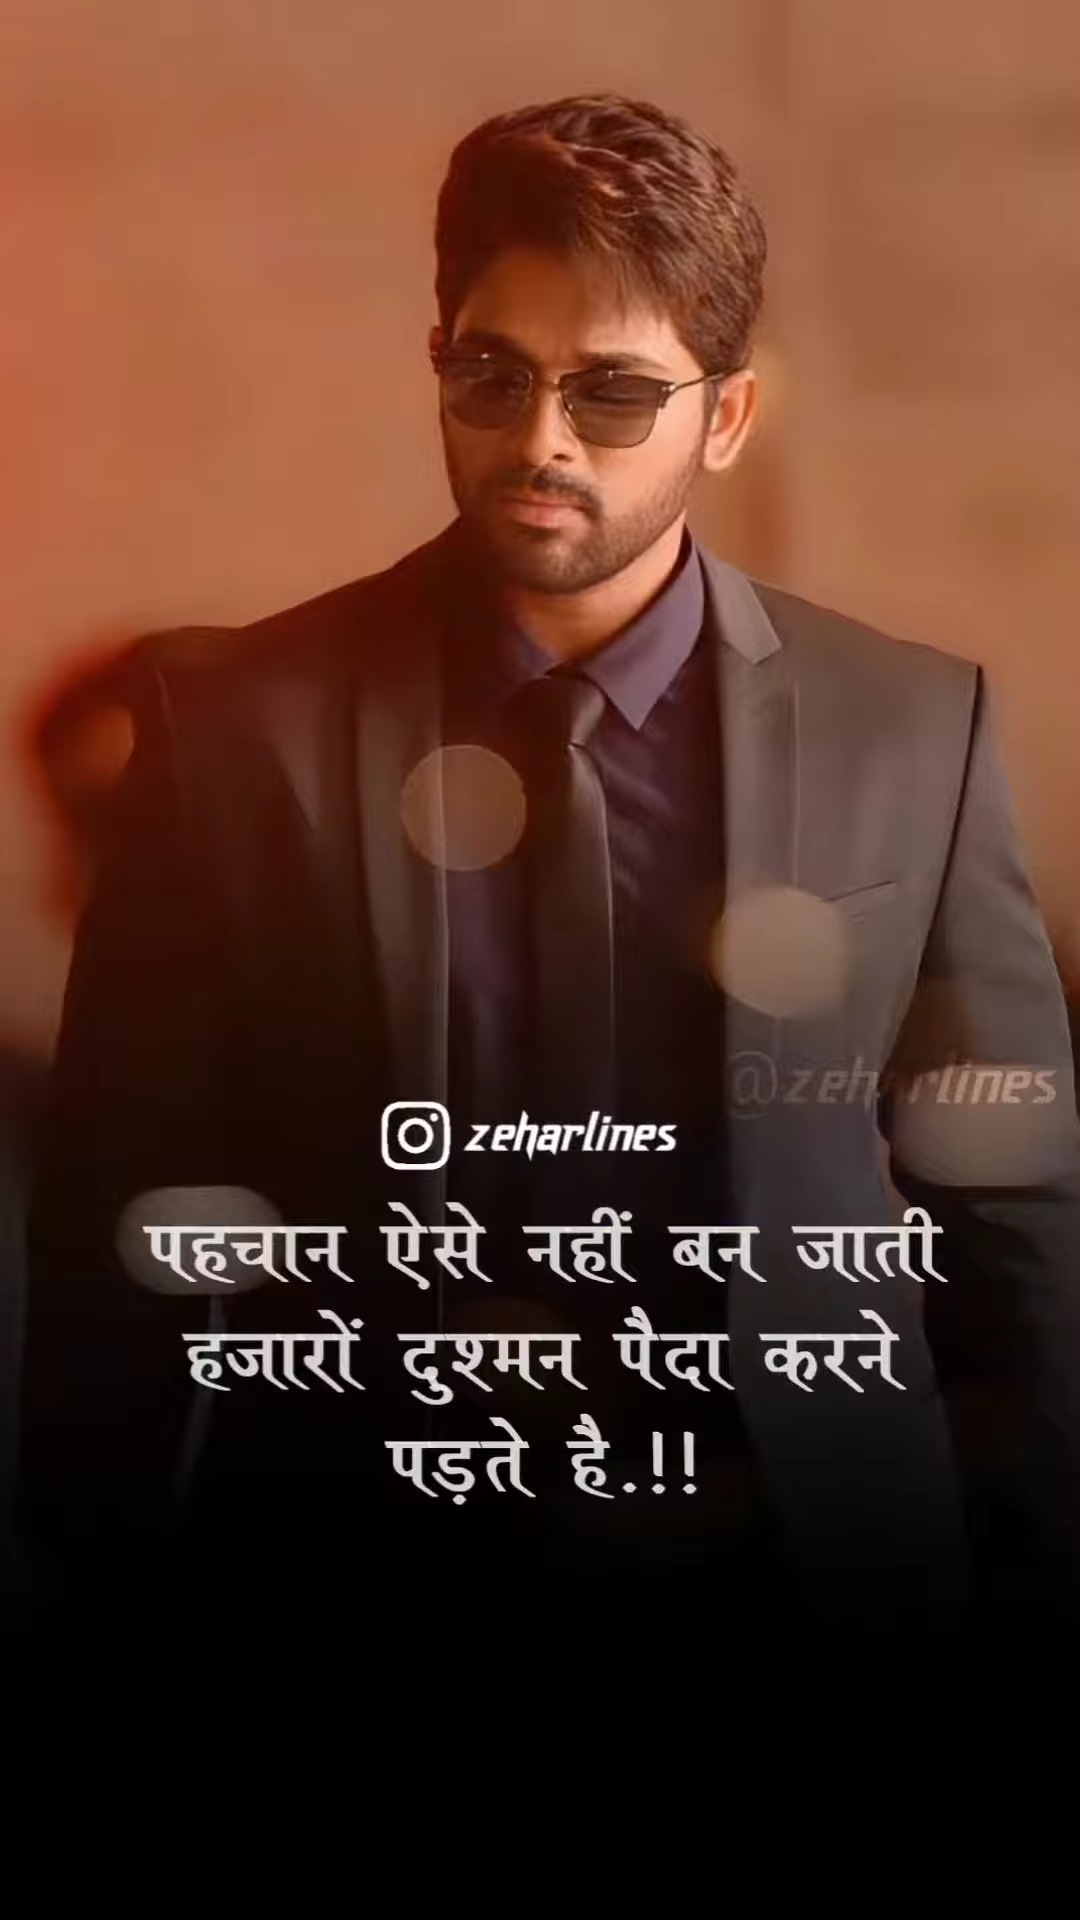 @zeharlines
zeharlines
पहचान ऐसे नहीं बन जाती
हजारों दुश्मन पैदा करने
पड़ते है.!!